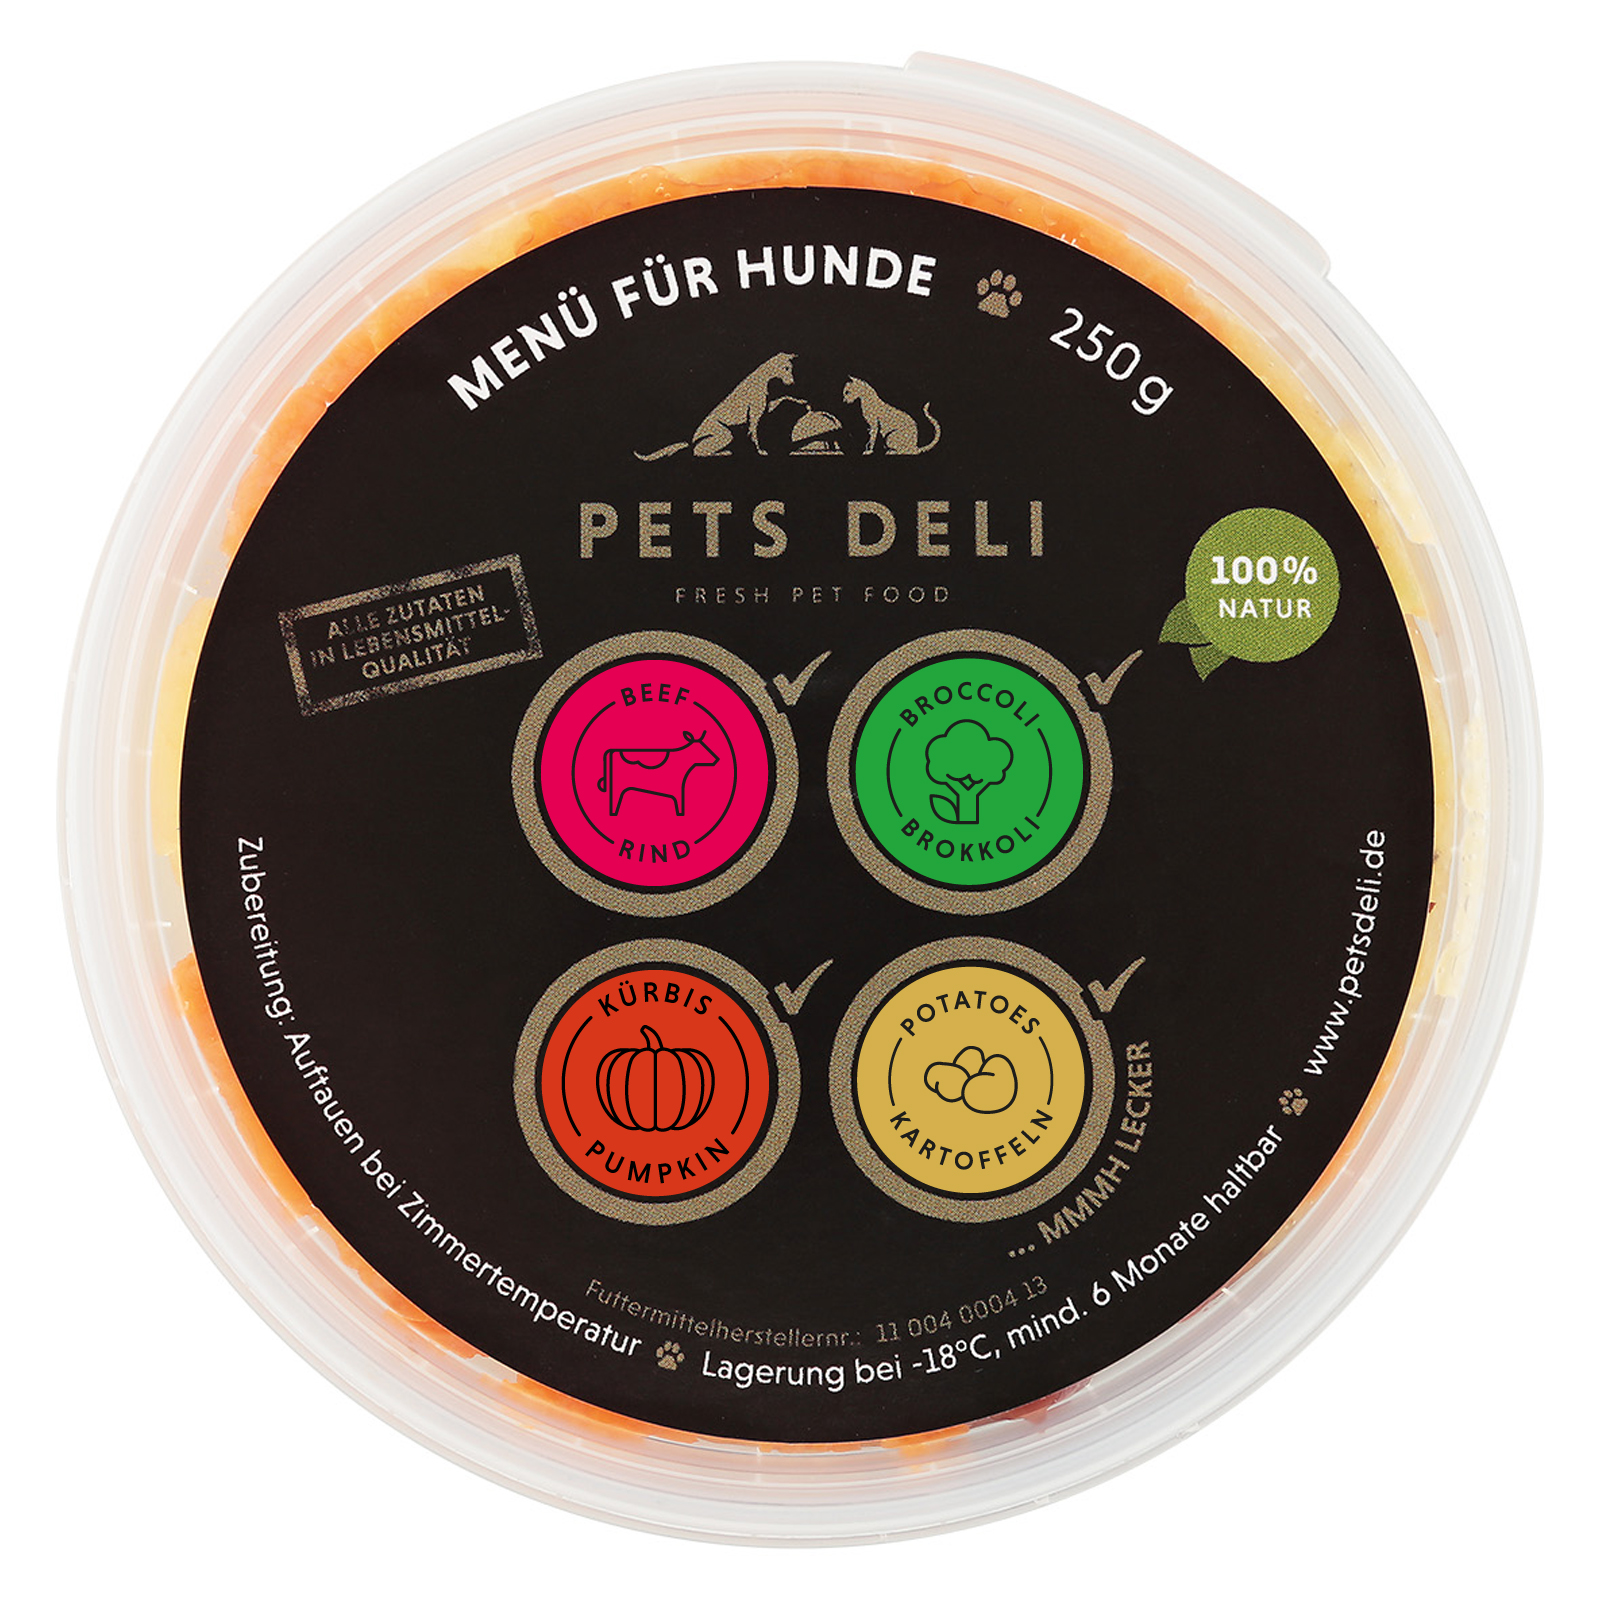 MENÜ FÜR HUNDE 250g
PETS DELI
FRESH PET FOOD
ALLE ZUTATEN
IN LEBENSMITTEL-
QUALITÄT
100%
NATUR
BEEF
RIND
BROCCOLI
BROKKOLI
KÜRBIS
PUMPKIN
POTATOES
KARTOFFELN
... MMMH LECKER
Futtermittelherstellernr.: 11 004 0004 13
Zubereitung: Auftauen bei Zimmertemperatur Lagerung bei -18°C, mind. 6 Monate haltbar www.petsdeli.de